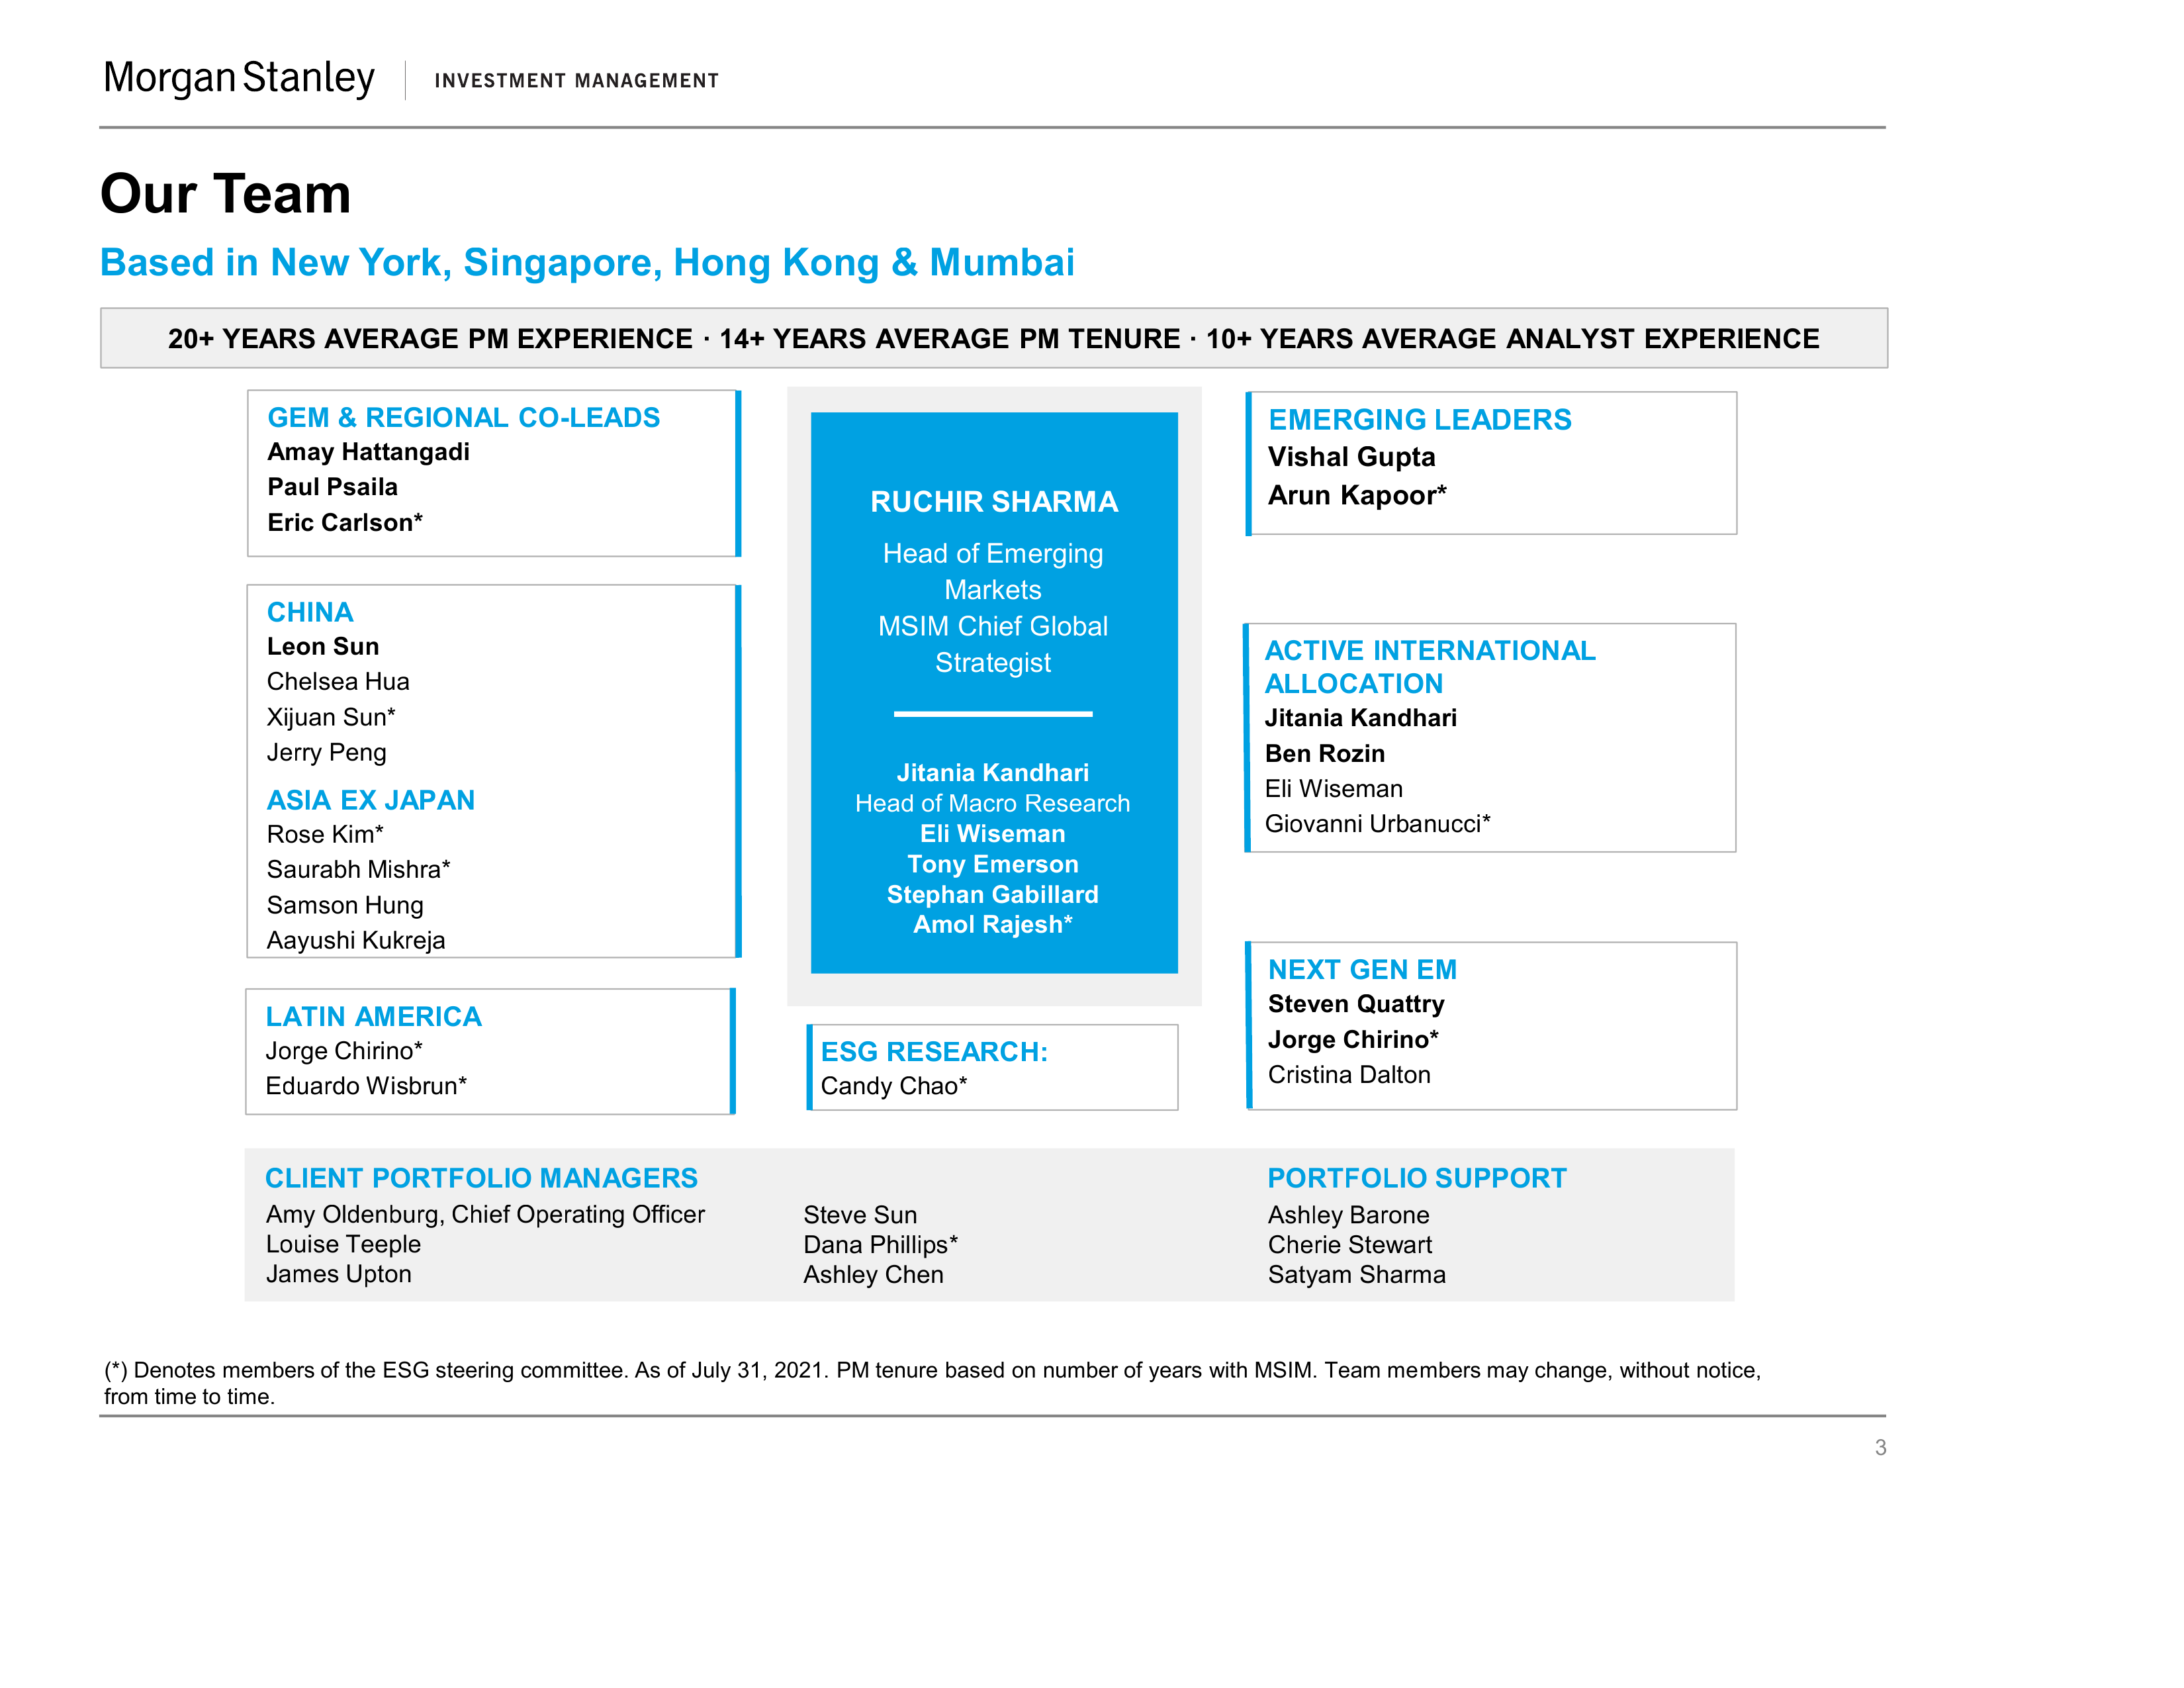 Morgan Stanley
INVESTMENT MANAGEMENT
Our Team
Based in New York, Singapore, Hong Kong & Mumbai
20+ YEARS AVERAGE PM EXPERIENCE · 14+ YEARS AVERAGE PM TENURE · 10+ YEARS AVERAGE ANALYST EXPERIENCE
GEM & REGIONAL CO-LEADS
Amay Hattangadi
Paul Psaila
Eric Carlson*
CHINA
Leon Sun
Chelsea Hua
Xijuan Sun*
Jerry Peng
ASIA EX JAPAN
Rose Kim*
Saurabh Mishra*
Samson Hung
Aayushi Kukreja
LATIN AMERICA
Jorge Chirino*
Eduardo Wisbrun*
RUCHIR SHARMA
Head of Emerging
Markets
MSIM Chief Global
Strategist
Jitania Kandhari
Head of Macro Research
Eli Wiseman
Tony Emerson
Stephan Gabillard
Amol Rajesh*
ESG RESEARCH:
Candy Chao*
EMERGING LEADERS
Vishal Gupta
Arun Kapoor*
ACTIVE INTERNATIONAL
ALLOCATION
Jitania Kandhari
Ben Rozin
Eli Wiseman
Giovanni Urbanucci*
NEXT GEN EM
Steven Quattry
Jorge Chirino*
Cristina Dalton
CLIENT PORTFOLIO MANAGERS
Amy Oldenburg, Chief Operating Officer
Louise Teeple
James Upton
Steve Sun
Dana Phillips*
Ashley Chen
PORTFOLIO SUPPORT
Ashley Barone
Cherie Stewart
Satyam Sharma
(*) Denotes members of the ESG steering committee. As of July 31, 2021. PM tenure based on number of years with MSIM. Team members may change, without notice,
from time to time.
3